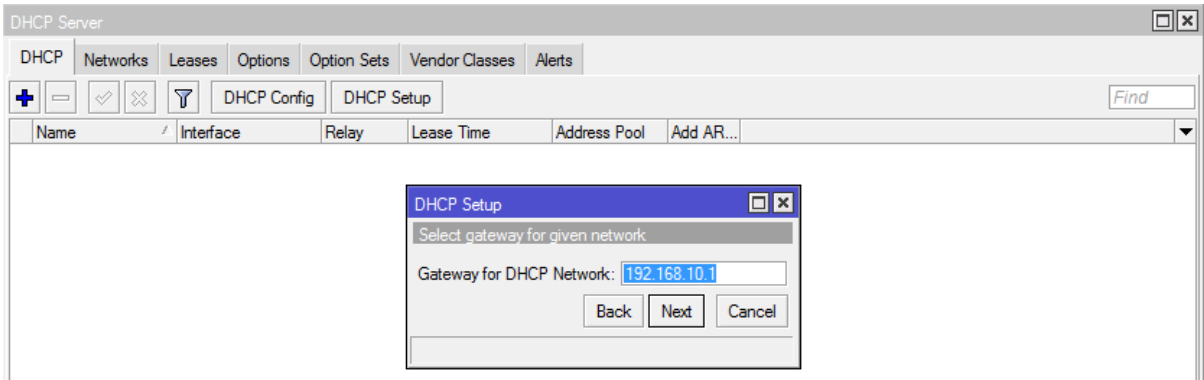 DHCP Server
DHCP Networks Leases Options Option Sets Vendor Classes Alerts
DHCP Config DHCP Setup Find
Name Interface Relay Lease Time Address Pool Add AR...
DHCP Setup
Select gateway for given network
Gateway for DHCP Network: 192.168.10.1
Back Next Cancel